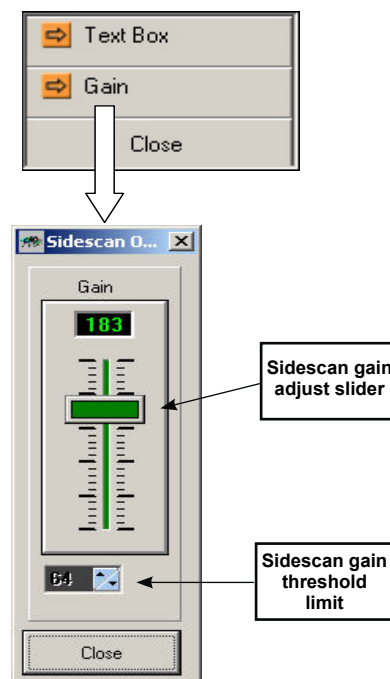 Text Box
Gain
Close
Sidescan O...
Gain
183
Sidescan gain
adjust slider
64
Sidescan gain
threshold
limit
Close